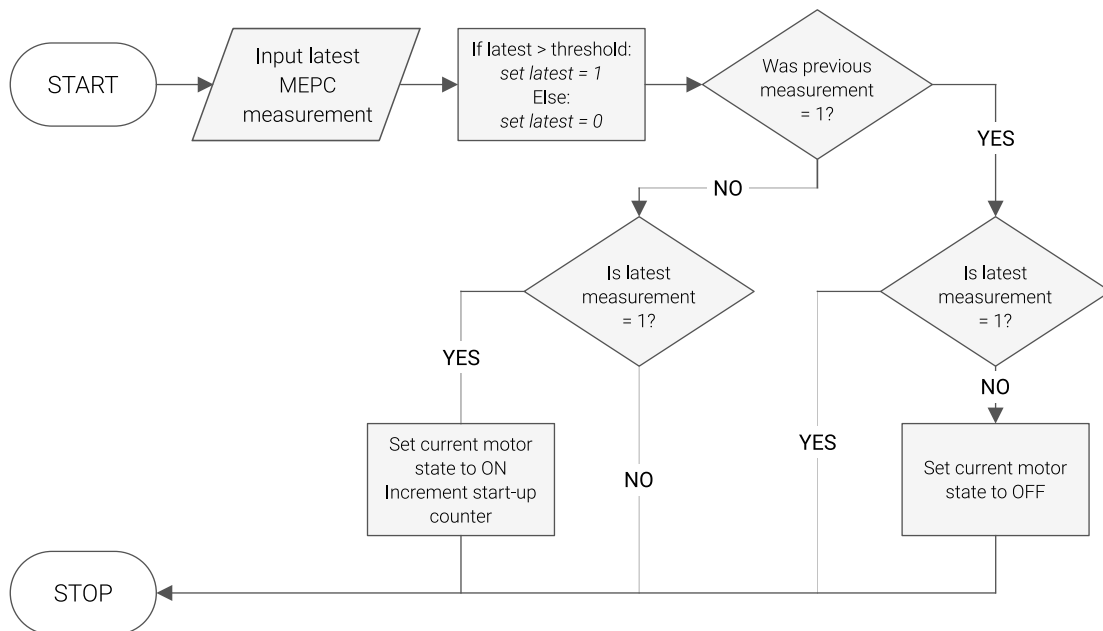 START
Input latest
MEPC
measurement
If latest > threshold:
set latest = 1
Else:
set latest = 0
Was previous
measurement
= 1?
YES
NO
Is latest
measurement
= 1?
Is latest
measurement
= 1?
YES
NO
Set current motor
state to ON
Increment start-up
counter
NO
YES
Set current motor
state to OFF
STOP